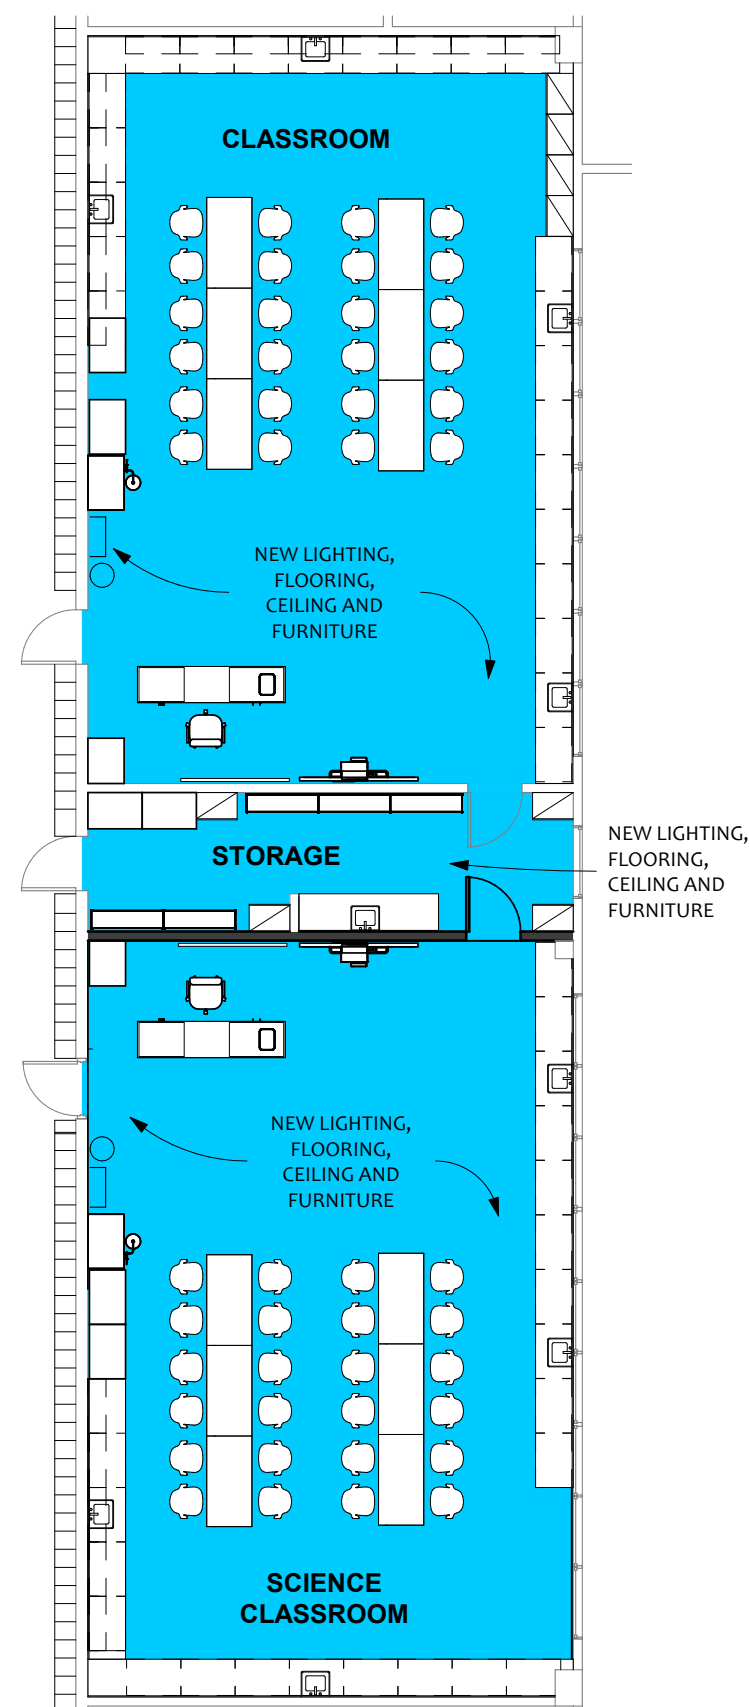 CLASSROOM
NEW LIGHTING,
FLOORING,
CEILING AND
FURNITURE
STORAGE
NEW LIGHTING,
FLOORING,
CEILING AND
FURNITURE
NEW LIGHTING,
FLOORING,
CEILING AND
FURNITURE
SCIENCE
CLASSROOM